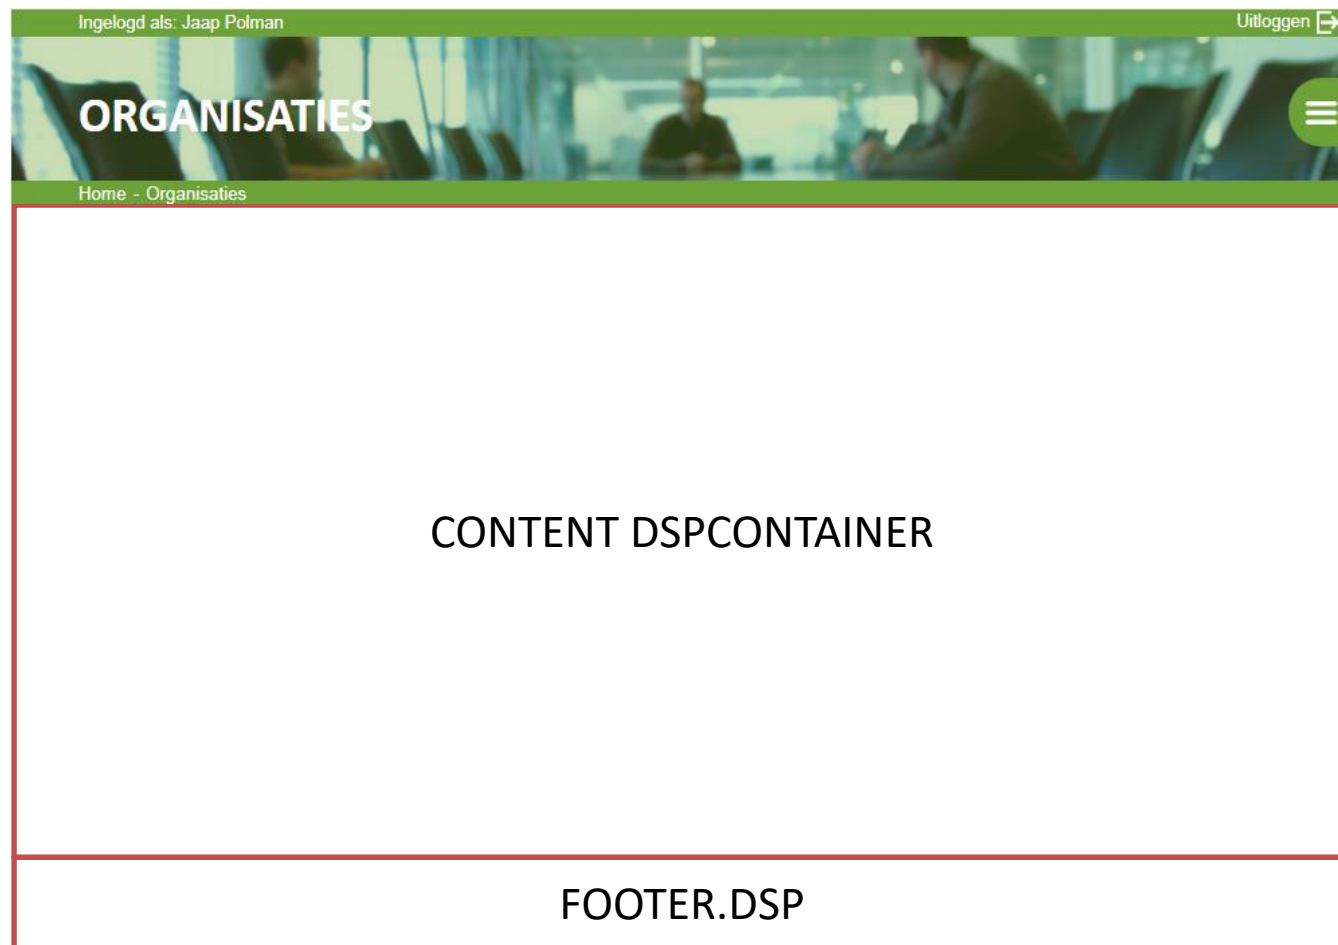 Ingelogd als: Jaap Polman
Uitloggen
ORGANISATIES
Home - Organisaties
CONTENT DSPCONTAINER
FOOTER.DSP